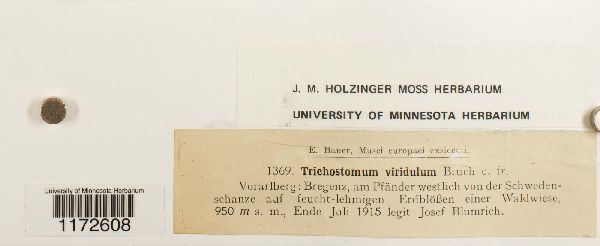 J. M. HOLZINGER MOSS HERBARIUM
UNIVERSITY OF MINNESOTA HERBARIUM
E. Bauer, Musci europaei exsiccati.
1369. Trichostomum viridulum Bruch c. fr.
Vorarlberg: Bregenz, am Pfänder westlich von der Schweden-
schanze auf feucht-lehmigen Erdblößen einer Waldwiese,
950 m s. m., Ende Juli 1915 legit Josef Blumrich.
University of Minnesota Herbarium
1172608